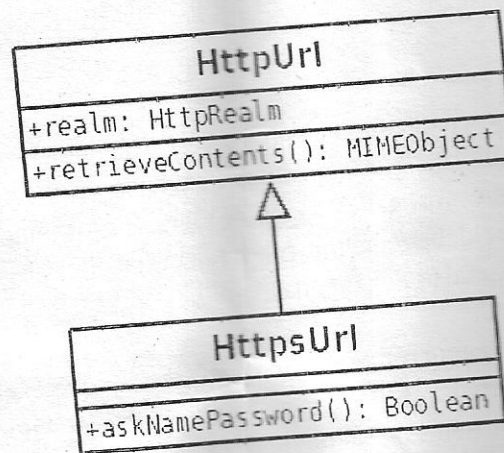 HttpUrl
+realm: HttpRealm
+retrieveContents(): MIMEObject
HttpsUrl
+askNamePassword(): Boolean